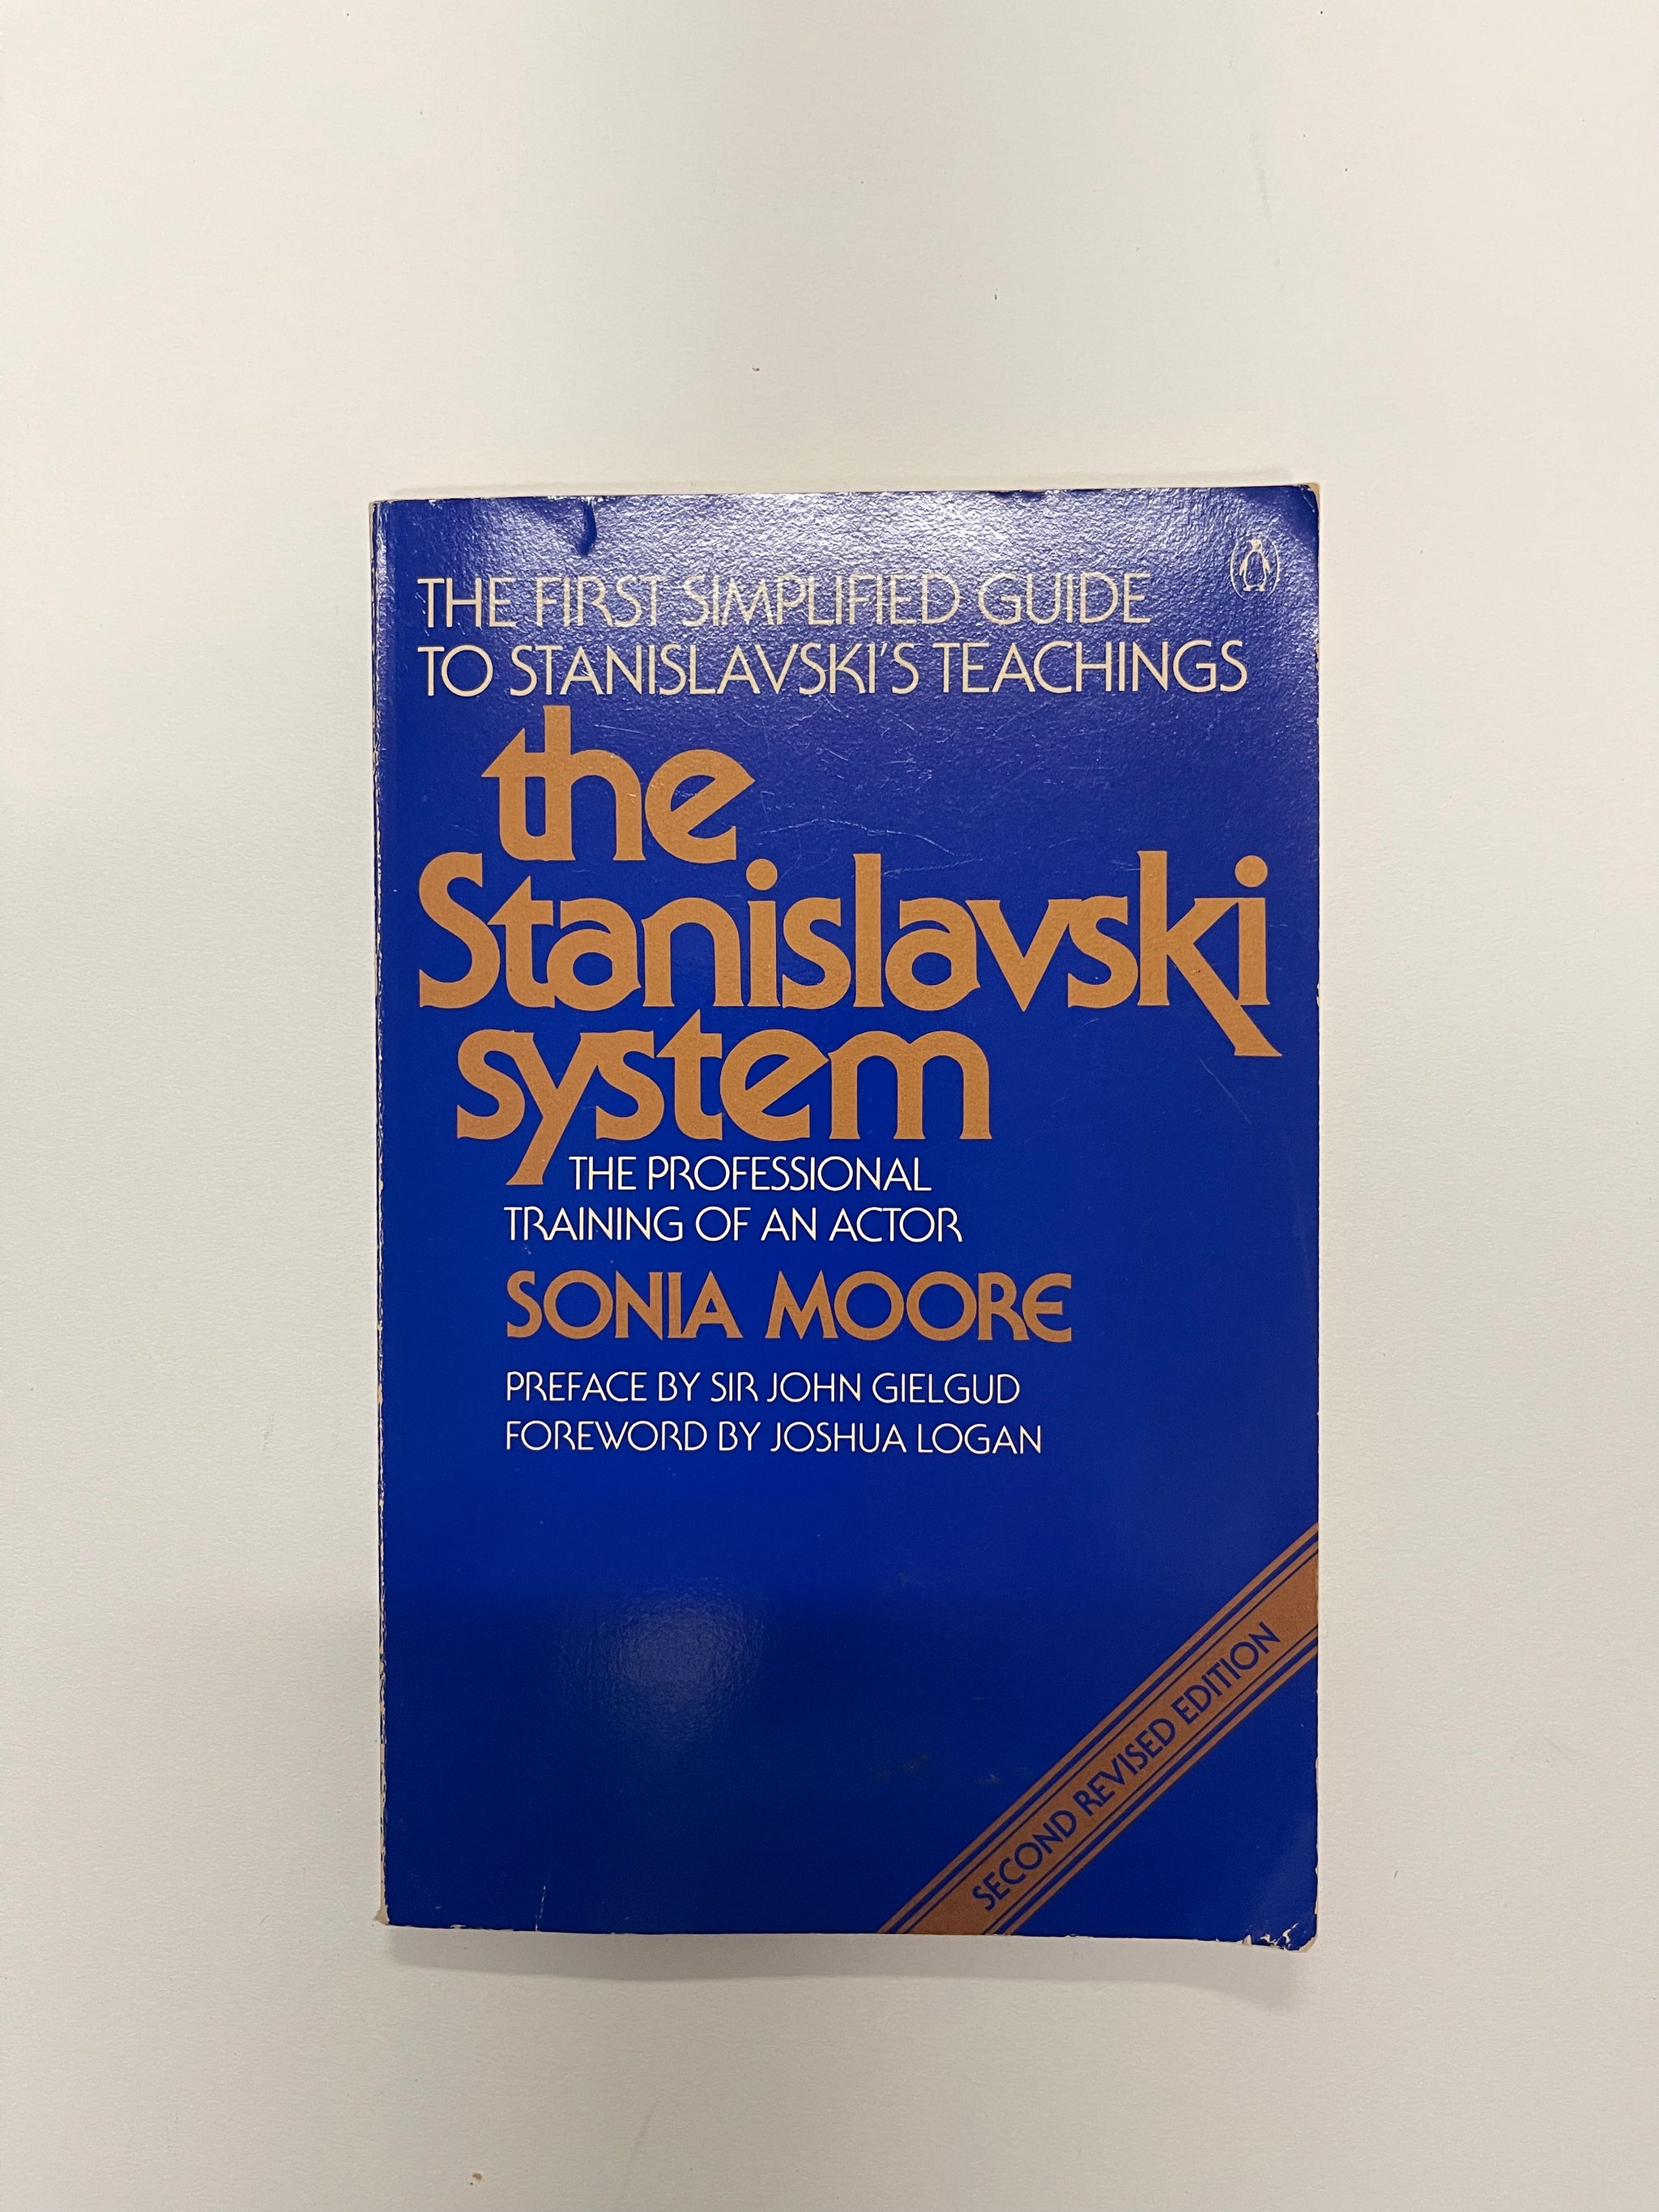 THE FIRST SIMPLIFIED GUIDE
TO STANISLAVSKI'S TEACHINGS
the
Stanislavski
system
THE PROFESSIONAL
TRAINING OF AN ACTOR
SONIA MOORE
PREFACE BY SIR JOHN GIELGUD
FOREWORD BY JOSHUA LOGAN
SECOND REVISED EDITION